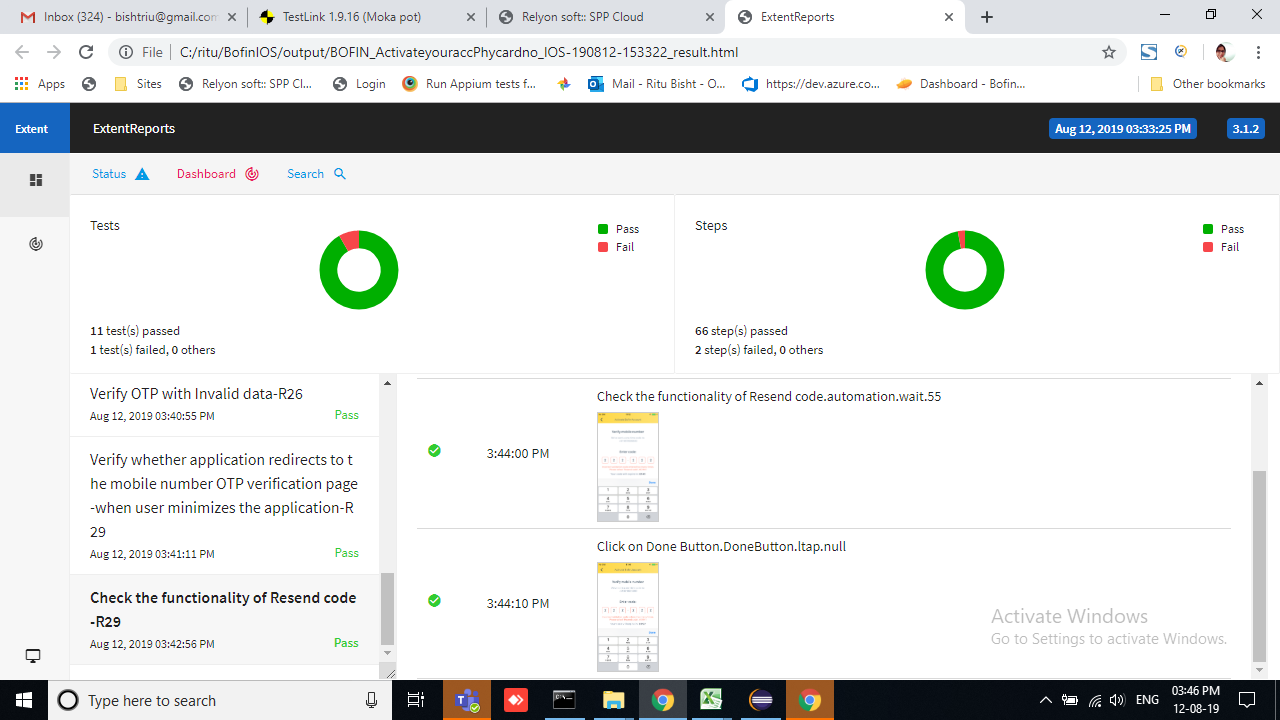 Inbox (324) - bishtriu@gmail.com
TestLink 1.9.16 (Moka pot)
Relyon soft:: SPP Cloud
ExtentReports
File
C:/ritu/BofinIOS/output/BOFIN_ActivateyouraccPhycardno_IOS-190812-153322_result.html
Apps
Sites
Relyon soft:: SPP Cl...
Login
Run Appium tests f...
Mail - Ritu Bisht - O...
https://dev.azure.co...
Dashboard - Bofin...
Other bookmarks
Extent
ExtentReports
Aug 12, 2019 03:33:25 PM
3.1.2
Status
Dashboard
Search
Tests
Pass
Fail
11 test(s) passed
1 test(s) failed, 0 others
Steps
Pass
Fail
66 step(s) passed
2 step(s) failed, 0 others
Verify OTP with Invalid data-R26
Aug 12, 2019 03:40:55 PM
Pass
Verify whether application redirects to t
he mobile number OTP verification page
-when user minimizes the application-R
29
Aug 12, 2019 03:41:11 PM
Pass
Check the functionality of Resend code
-R23
Aug 12, 2019 03:42:28 PM
Pass
Check the functionality of Resend code.automation.wait.55
3:44:00 PM
Click on Done Button.DoneButton.ltap.null
3:44:10 PM
Activate Windows
Go to Settings to activate Windows.
Type here to search
ENG
03:46 PM
12-08-19